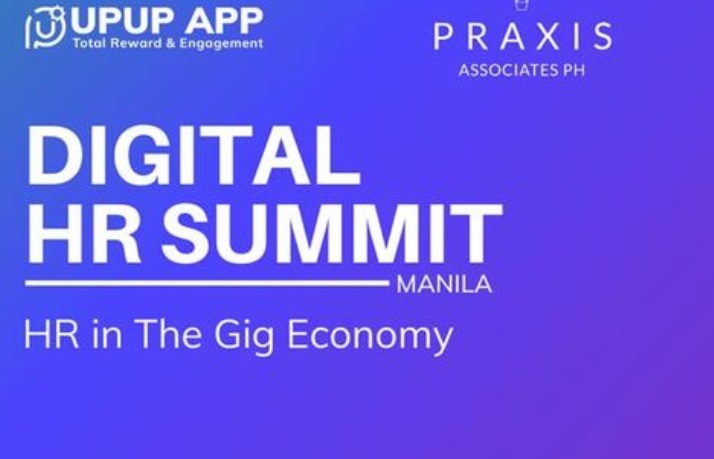 UPUP APP
Total Reward & Engagement
PRAXIS
ASSOCIATES PH
DIGITAL
HR SUMMIT
MANILA
HR in The Gig Economy